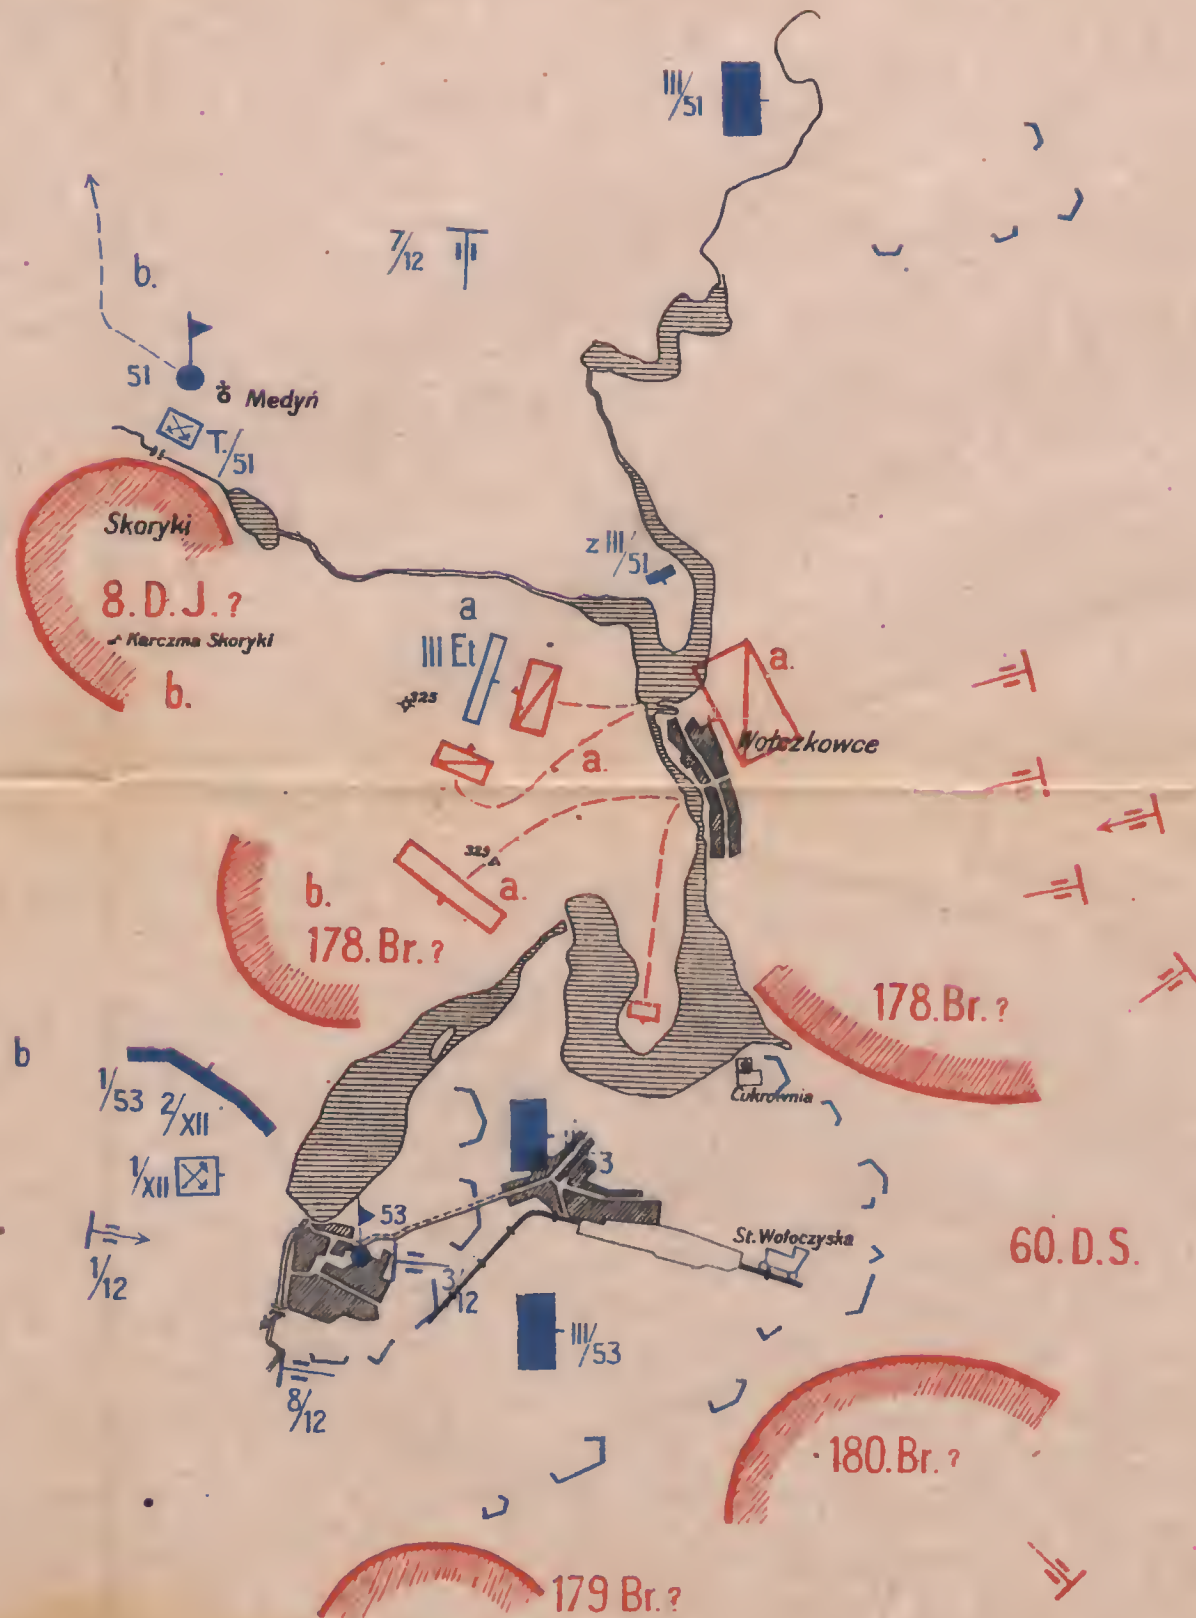 III/51
7/12
b.
51
Medyń
T./51
Skoryki
z III/51
8. D. J. ?
a
Karczma Skoryki
III Et
a.
b.
325
Wołczkowce
a.
329
a.
b.
178. Br. ?
178. Br. ?
b
1/53 2/XII
Cukrownia
1/XII
3
53
St. Wołoczyska
60. D.S.
1/12
3/12
III/53
8/12
180. Br. ?
179 Br. ?